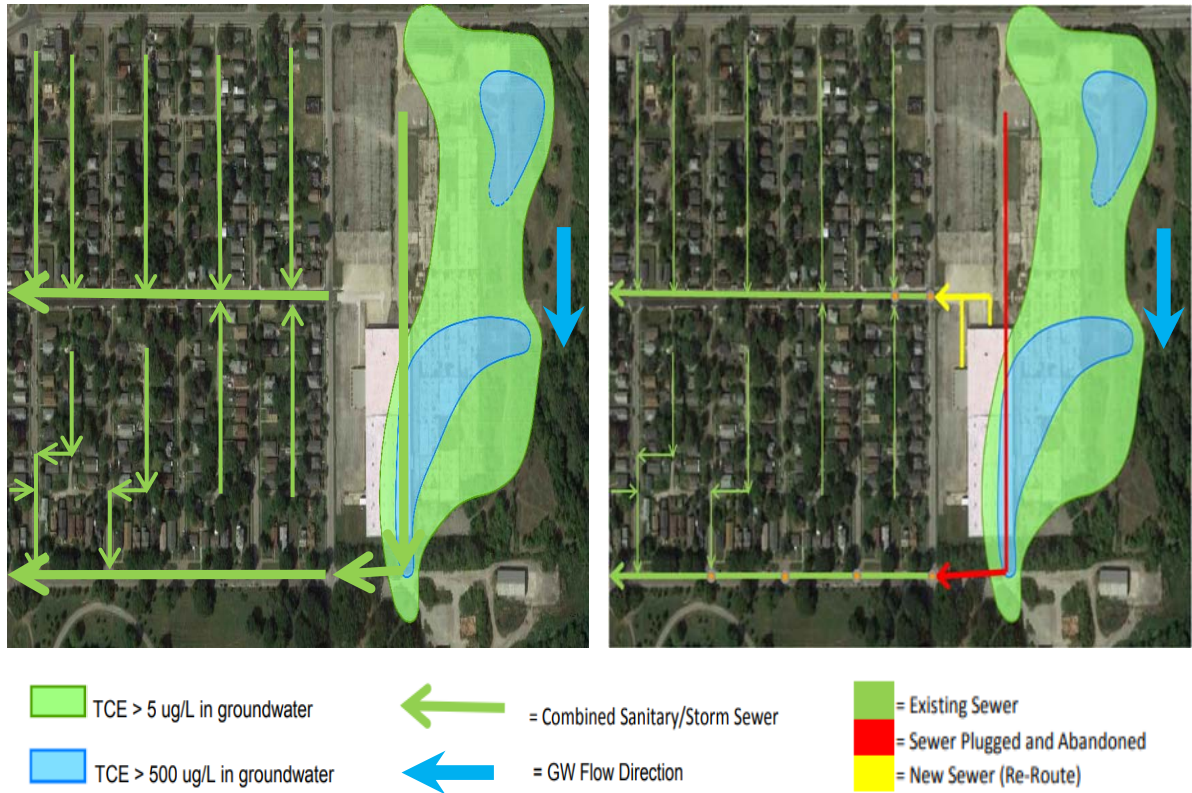 TCE > 5 ug/L in groundwater
TCE > 500 ug/L in groundwater
= Combined Sanitary/Storm Sewer
= GW Flow Direction
= Existing Sewer
= Sewer Plugged and Abandoned
= New Sewer (Re-Route)